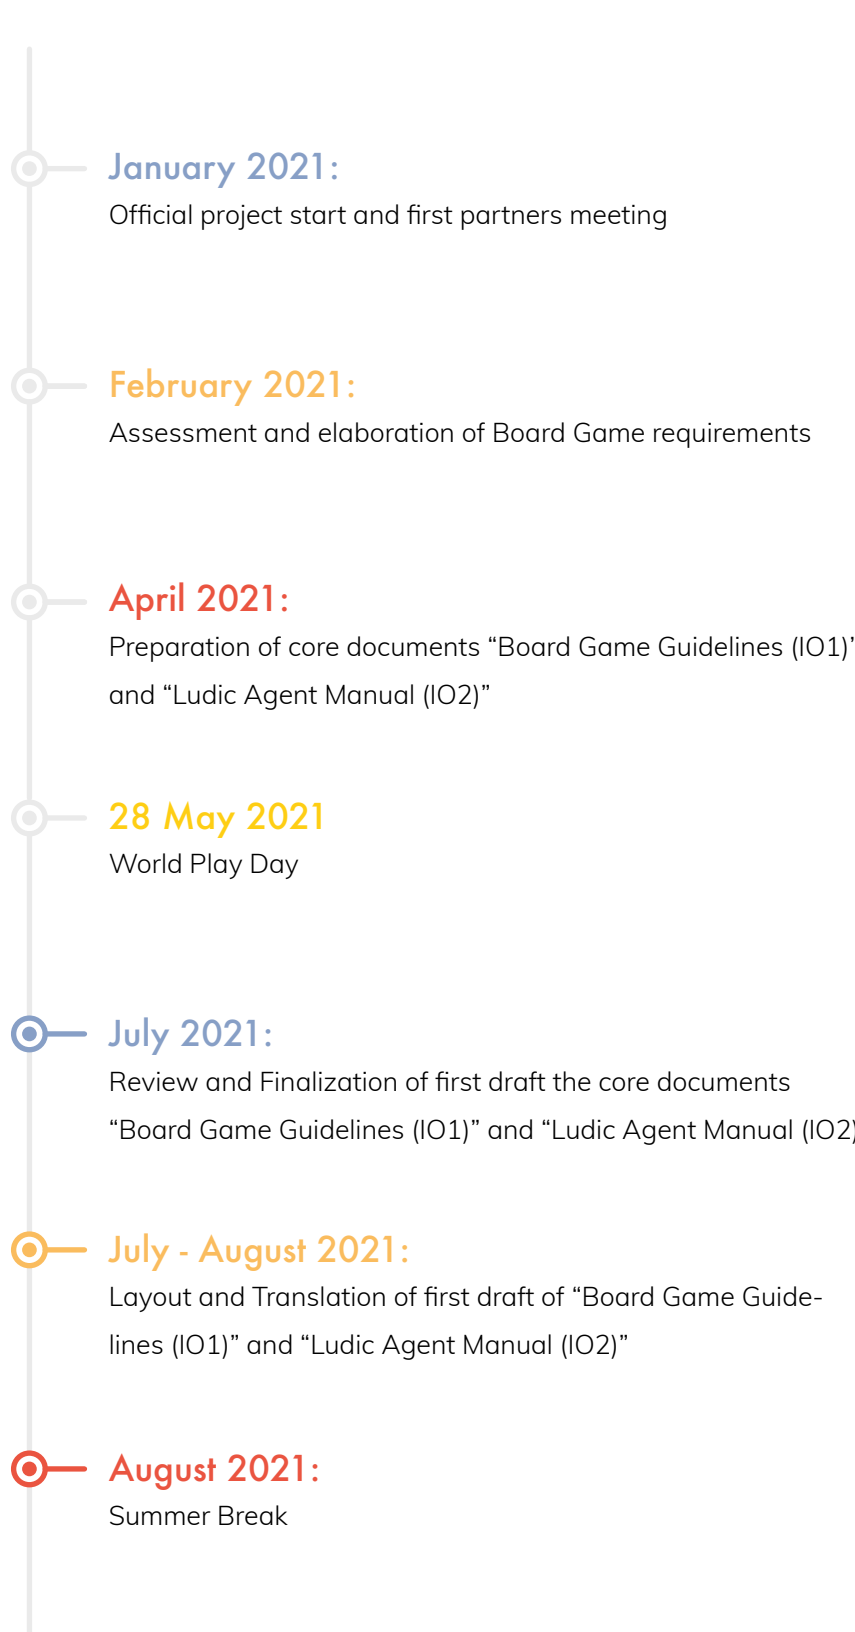 January 2021:
Official project start and first partners meeting
February 2021:
Assessment and elaboration of Board Game requirements
April 2021:
Preparation of core documents “Board Game Guidelines (IO1)”
and “Ludic Agent Manual (IO2)”
28 May 2021
World Play Day
July 2021:
Review and Finalization of first draft the core documents
“Board Game Guidelines (IO1)” and “Ludic Agent Manual (IO2)
July - August 2021:
Layout and Translation of first draft of “Board Game Guide-
lines (IO1)” and “Ludic Agent Manual (IO2)”
August 2021:
Summer Break